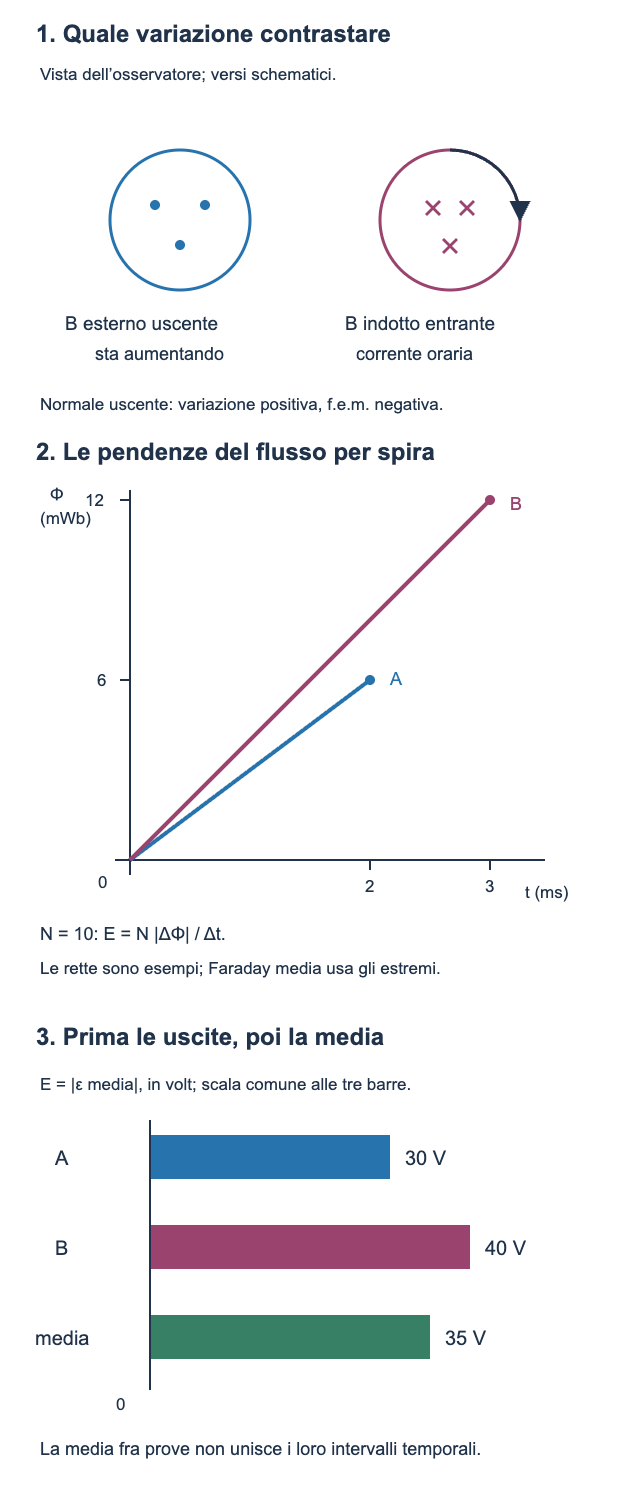 1. Quale variazione contrastare
Vista dell’osservatore; versi schematici.
B esterno uscente
sta aumentando
B indotto entrante
corrente oraria
Normale uscente: variazione positiva, f.e.m. negativa.
2. Le pendenze del flusso per spira
Φ
(mWb)
12
B
6
A
0
2
3
t (ms)
N = 10: E = N |ΔΦ| / Δt.
Le rette sono esempi; Faraday media usa gli estremi.
3. Prima le uscite, poi la media
E = |ε media|, in volt; scala comune alle tre barre.
A
30 V
B
40 V
media
35 V
0
La media fra prove non unisce i loro intervalli temporali.